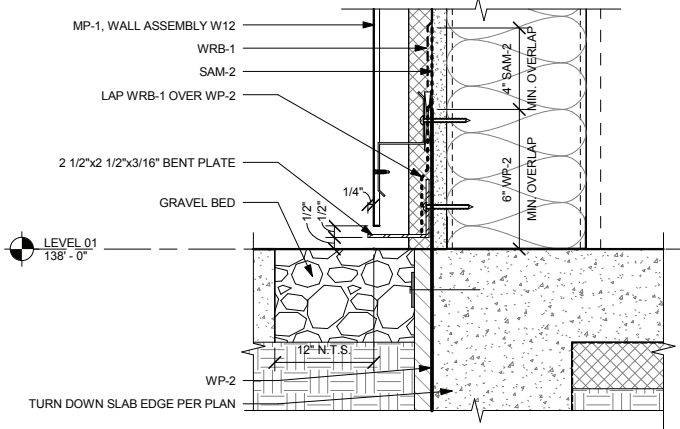 MP-1, WALL ASSEMBLY W12
WRB-1
SAM-2
LAP WRB-1 OVER WP-2
2 1/2"x2 1/2"x3/16" BENT PLATE
GRAVEL BED
1/4"
1/2"
1/2"
4" SAM-2
MIN. OVERLAP
6" WP-2
MIN. OVERLAP
LEVEL 01
138' - 0"
12" N.T.S.
WP-2
TURN DOWN SLAB EDGE PER PLAN